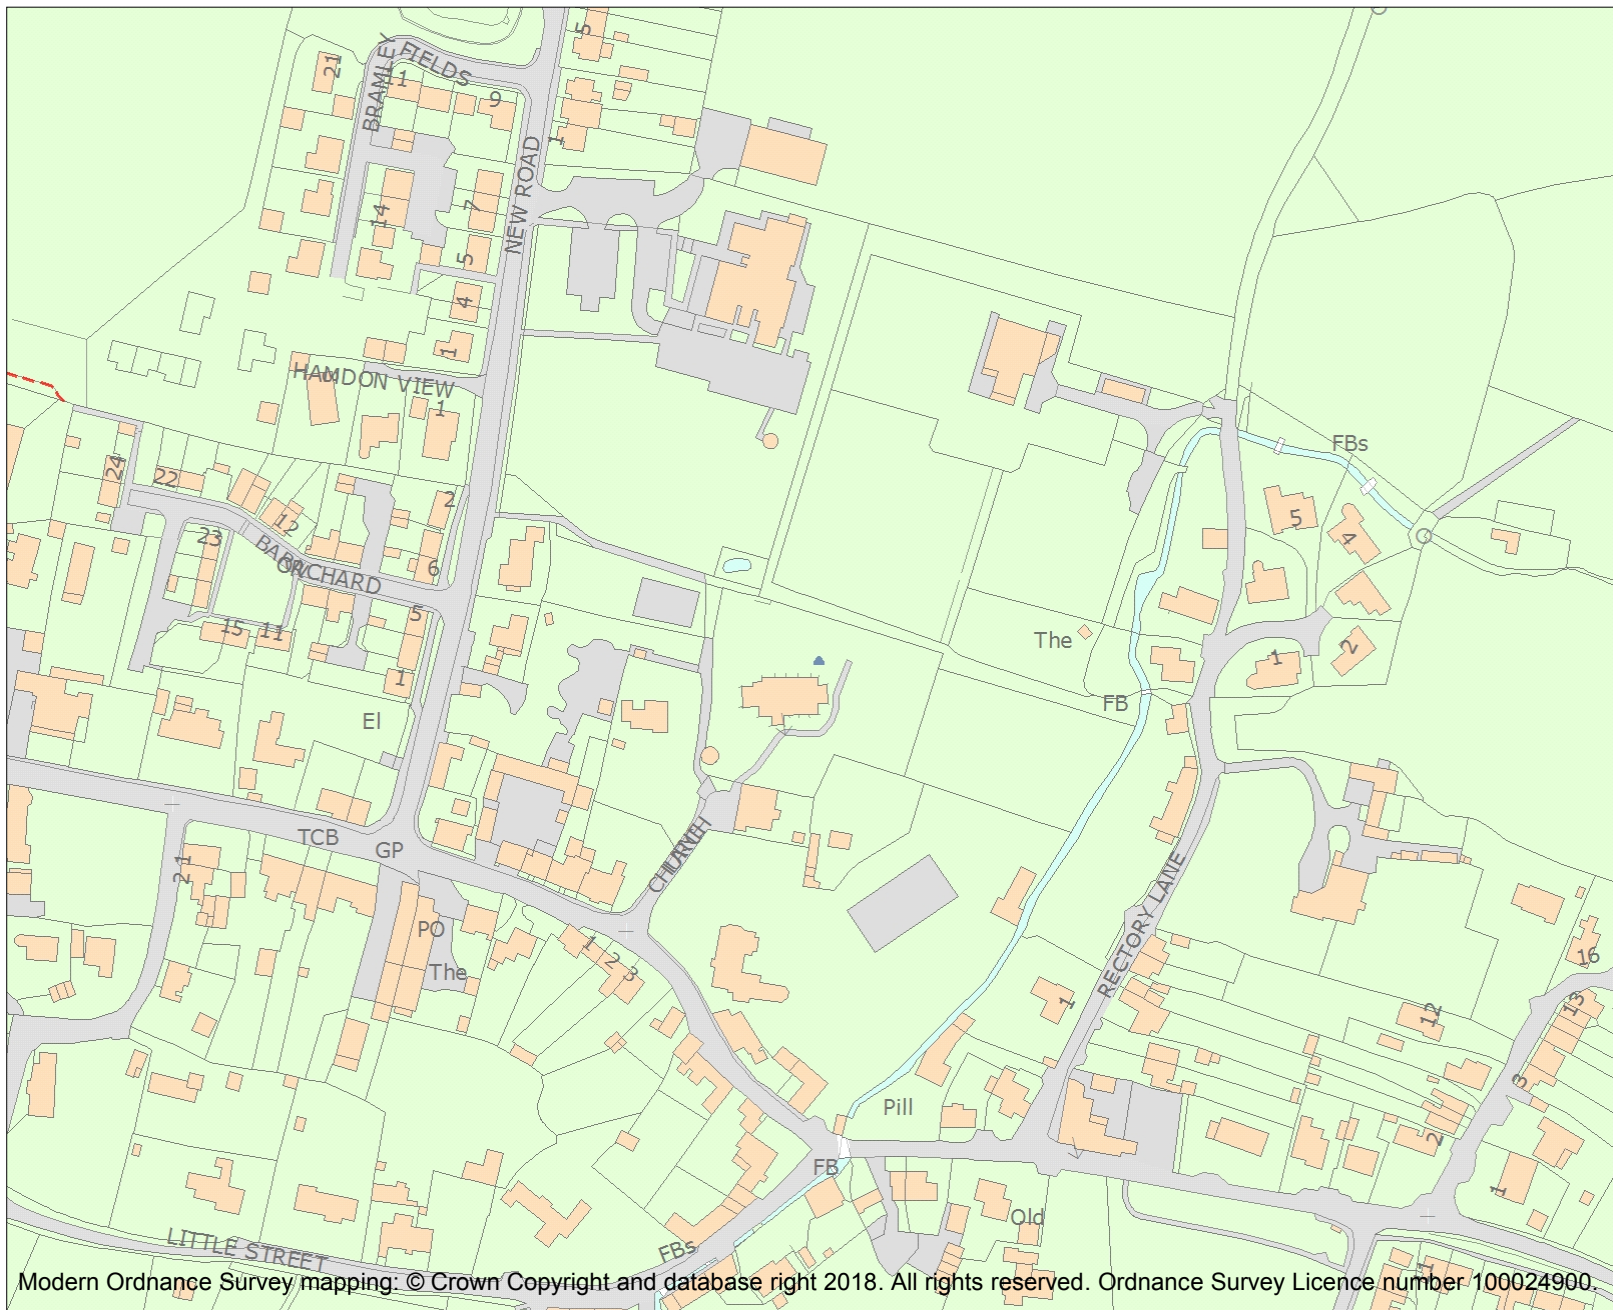 5
21
BRAMLEY
FIELDS
11
9
1
NEW ROAD
14
7
5
4
1
HAMDON VIEW
8
1
FBs
24
22
2
12
23
ORCHARD
6
5
4
5
15
11
The
1
2
1
El
FB
TCB
GP
CHURCH
21
RECTORY LANE
PO
The
1
2
3
16
1
12
13
3
Pill
2
FB
1
Old
LITTLE STREET
FBs
11
Modern Ordnance Survey mapping: © Crown Copyright and database right 2018. All rights reserved. Ordnance Survey Licence number 100024900.